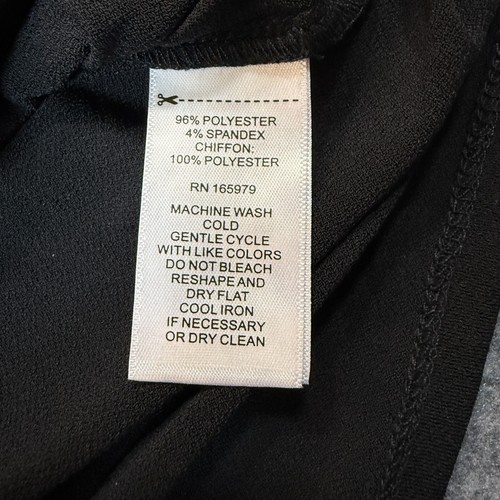 96% POLYESTER
4% SPANDEX
CHIFFON:
100% POLYESTER
RN 165979
MACHINE WASH
COLD
GENTLE CYCLE
WITH LIKE COLORS
DO NOT BLEACH
RESHAPE AND
DRY FLAT
COOL IRON
IF NECESSARY
OR DRY CLEAN